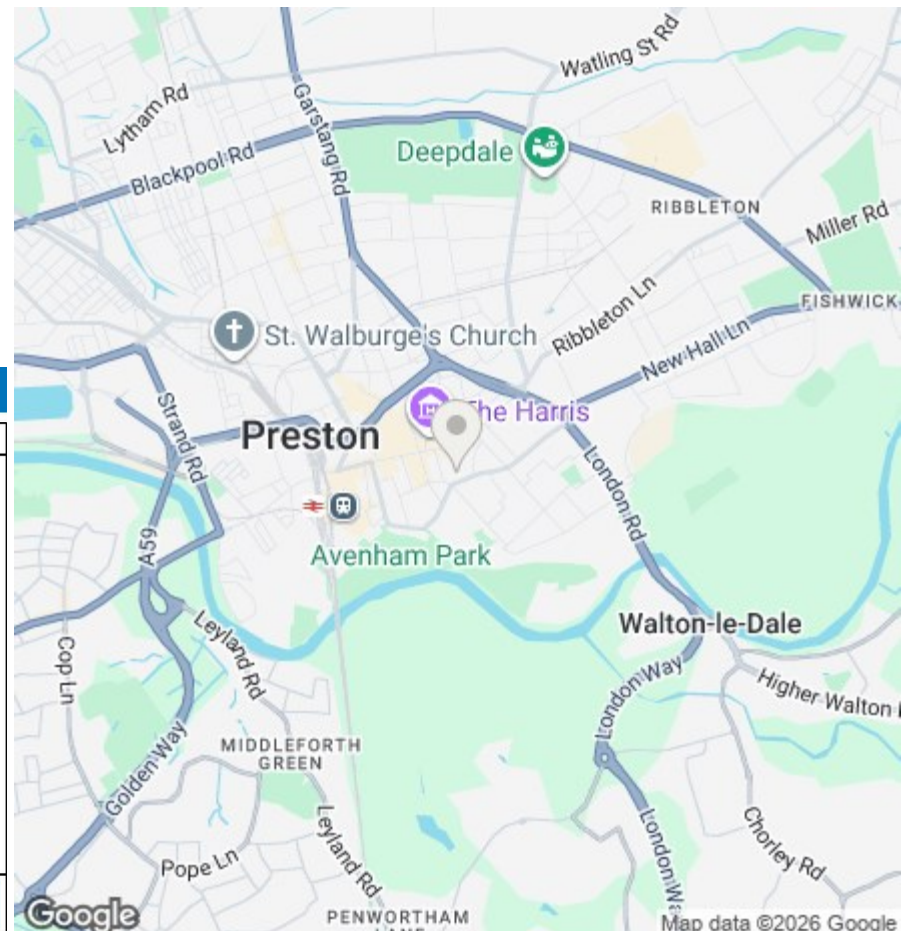 Watling St Rd
Lytham Rd
Garstang Rd
Blackpool Rd
Deepdale
RIBBLETON
Miller Rd
FISHWICK
Ribbleton Ln
New Hall Ln
St. Walburge's Church
The Harris
Strand Rd
Preston
London Rd
A59
Avenham Park
Walton-le-Dale
Leyland Rd
Cop Ln
London Way
Higher Walton
Golden Way
MIDDLEFORTH
GREEN
Leyland Rd
London Wa
Chorley Rd
Pope Ln
PENWORTHAM
Google
Map data ©2026 Google